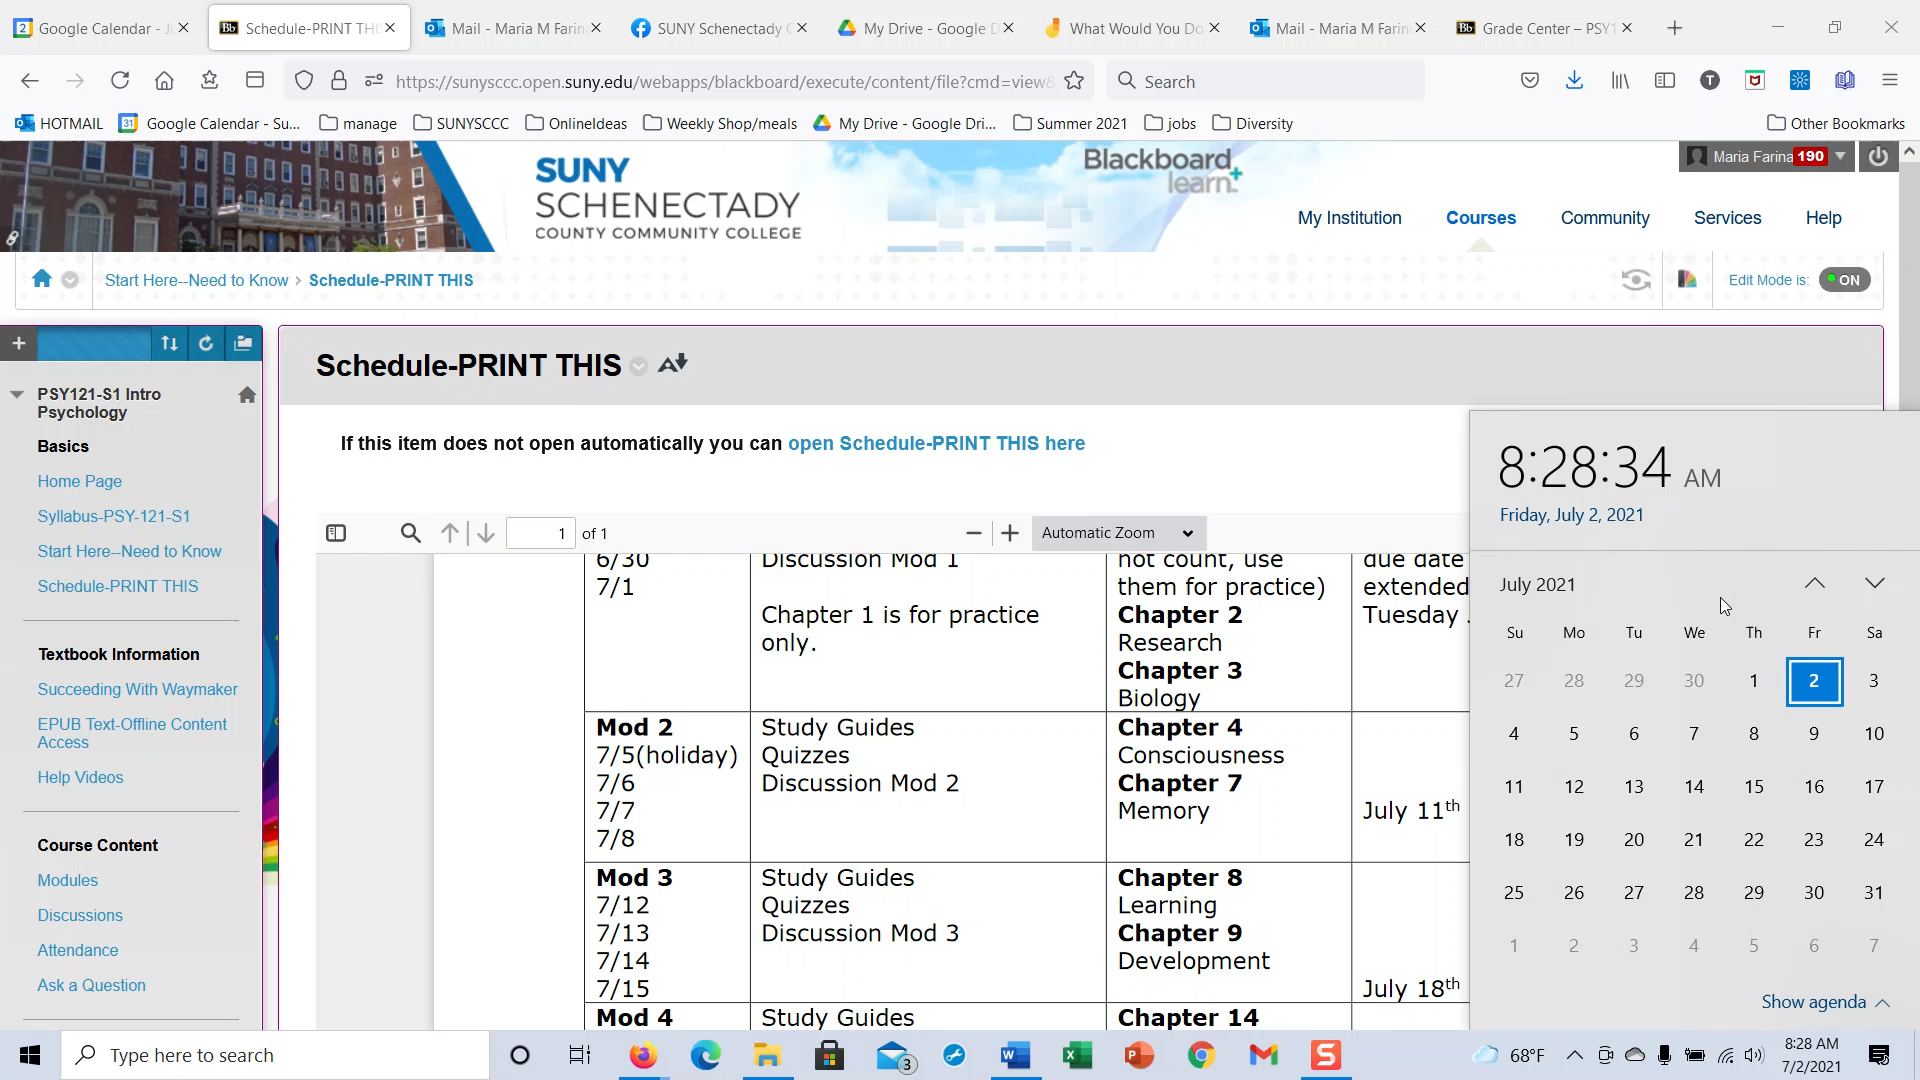 Google Calendar - Ju
Schedule-PRINT THI
Mail - Maria M Farina
SUNY Schenectady C
My Drive - Google D
What Would You Do
Mail - Maria M Farin
Grade Center – PSY1
https://sunysccc.open.suny.edu/webapps/blackboard/execute/content/file?cmd=view&
Search
HOTMAIL
Google Calendar - Su...
manage
SUNYSCCC
OnlineIdeas
Weekly Shop/meals
My Drive - Google Dri...
Summer 2021
jobs
Diversity
Other Bookmarks
SUNY
SCHENECTADY
COUNTY COMMUNITY COLLEGE
Blackboard
learn+
Maria Farina 190
My Institution
Courses
Community
Services
Help
Start Here--Need to Know > Schedule-PRINT THIS
Edit Mode is: ON
PSY121-S1 Intro
Psychology
Basics
Home Page
Syllabus-PSY-121-S1
Start Here--Need to Know
Schedule-PRINT THIS
Textbook Information
Succeeding With Waymaker
EPUB Text-Offline Content
Access
Help Videos
Course Content
Modules
Discussions
Attendance
Ask a Question
Schedule-PRINT THIS
If this item does not open automatically you can open Schedule-PRINT THIS here
1 of 1
Automatic Zoom
6/30
7/1
Discussion Mod 1
Chapter 1 is for practice
only.
not count, use
them for practice)
Chapter 2
Research
Chapter 3
Biology
due date
extended
Tuesday
Mod 2
7/5(holiday)
7/6
7/7
7/8
Study Guides
Quizzes
Discussion Mod 2
Chapter 4
Consciousness
Chapter 7
Memory
July 11th
Mod 3
7/12
7/13
7/14
7/15
Study Guides
Quizzes
Discussion Mod 3
Chapter 8
Learning
Chapter 9
Development
July 18th
Mod 4
Study Guides
Chapter 14
8:28:34 AM
Friday, July 2, 2021
July 2021
Su Mo Tu We Th Fr Sa
27 28 29 30 1 2 3
4 5 6 7 8 9 10
11 12 13 14 15 16 17
18 19 20 21 22 23 24
25 26 27 28 29 30 31
1 2 3 4 5 6 7
Show agenda
Type here to search
3
68°F
8:28 AM
7/2/2021